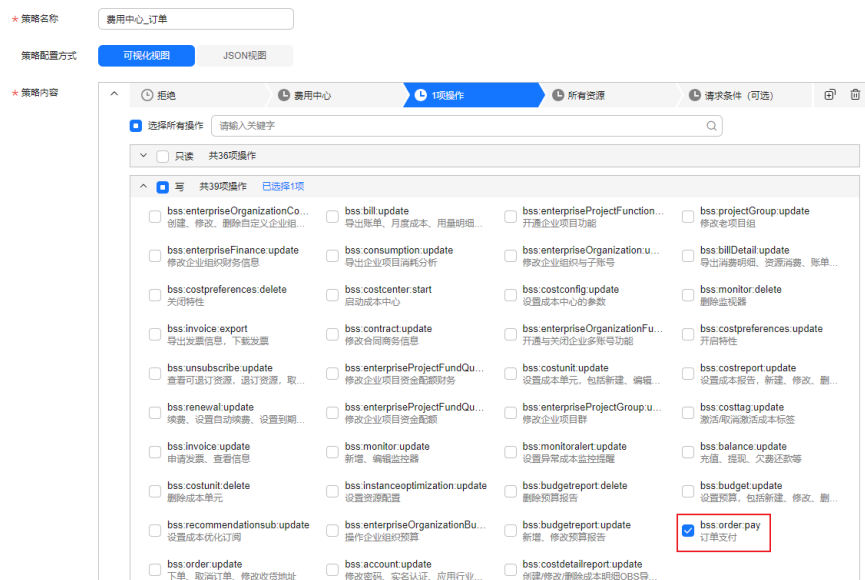 * 策略名称 费用中心_订单
策略配置方式 可视化视图 JSON视图
* 策略内容 拒绝 费用中心 1项操作 所有资源 请求条件（可选）
选择所有操作 请输入关键字
只读 共36项操作
写 共39项操作 已选择1项
bss:enterpriseOrganizationCo... bss:bill:update bss:enterpriseProjectFunction... bss:projectGroup:update
创建、修改、删除自定义企业组... 导出账单、月度成本、用量明细... 开通企业项目功能 修改老项目组
bss:enterpriseFinance:update bss:consumption:update bss:enterpriseOrganization:u... bss:billDetail:update
修改企业组织财务信息 导出企业项目消耗分析 修改企业组织与子账号 导出消费明细、资源消费、账单...
bss:costpreferences:delete bss:costcenter:start bss:costconfig:update bss:monitor:delete
关闭特性 启动成本中心 设置成本中心的参数 删除监视器
bss:invoice:export bss:contract:update bss:enterpriseOrganizationFu... bss:costpreferences:update
导出发票信息，下载发票 修改合同商务信息 开通与关闭企业多账号功能 开启特性
bss:unsubscribe:update bss:enterpriseProjectFundQu... bss:costunit:update bss:costreport:update
查看可退订资源，退订资源，取... 修改企业项目资金配额财务 设置成本单元，包括新建、编辑... 设置成本报告，新建、修改、删...
bss:renewal:update bss:enterpriseProjectFundQu... bss:enterpriseProjectGroup:u... bss:costtag:update
续费、设置自动续费、设置到期... 修改企业项目资金配额 修改企业项目群 激活/取消激活成本标签
bss:invoice:update bss:monitor:update bss:monitoralert:update bss:balance:update
申请发票、查看信息 新增、编辑监控器 设置异常成本监控提醒 充值、提现、欠费还款等
bss:costunit:delete bss:instanceoptimization:update bss:budgetreport:delete bss:budget:update
删除成本单元 设置资源配置 删除预算报告 设置预算，包括新建、修改、删...
bss:recommendationsub:update bss:enterpriseOrganizationBu... bss:budgetreport:update bss:order:pay
设置成本优化订阅 操作企业组织预算 新增、修改预算报告 订单支付
bss:order:update bss:account:update bss:costdetailreport:update
下单、取消订单、修改收货地址 修改密码、实名认证、应用行业... 创建/修改/删除成本明细OBS导...